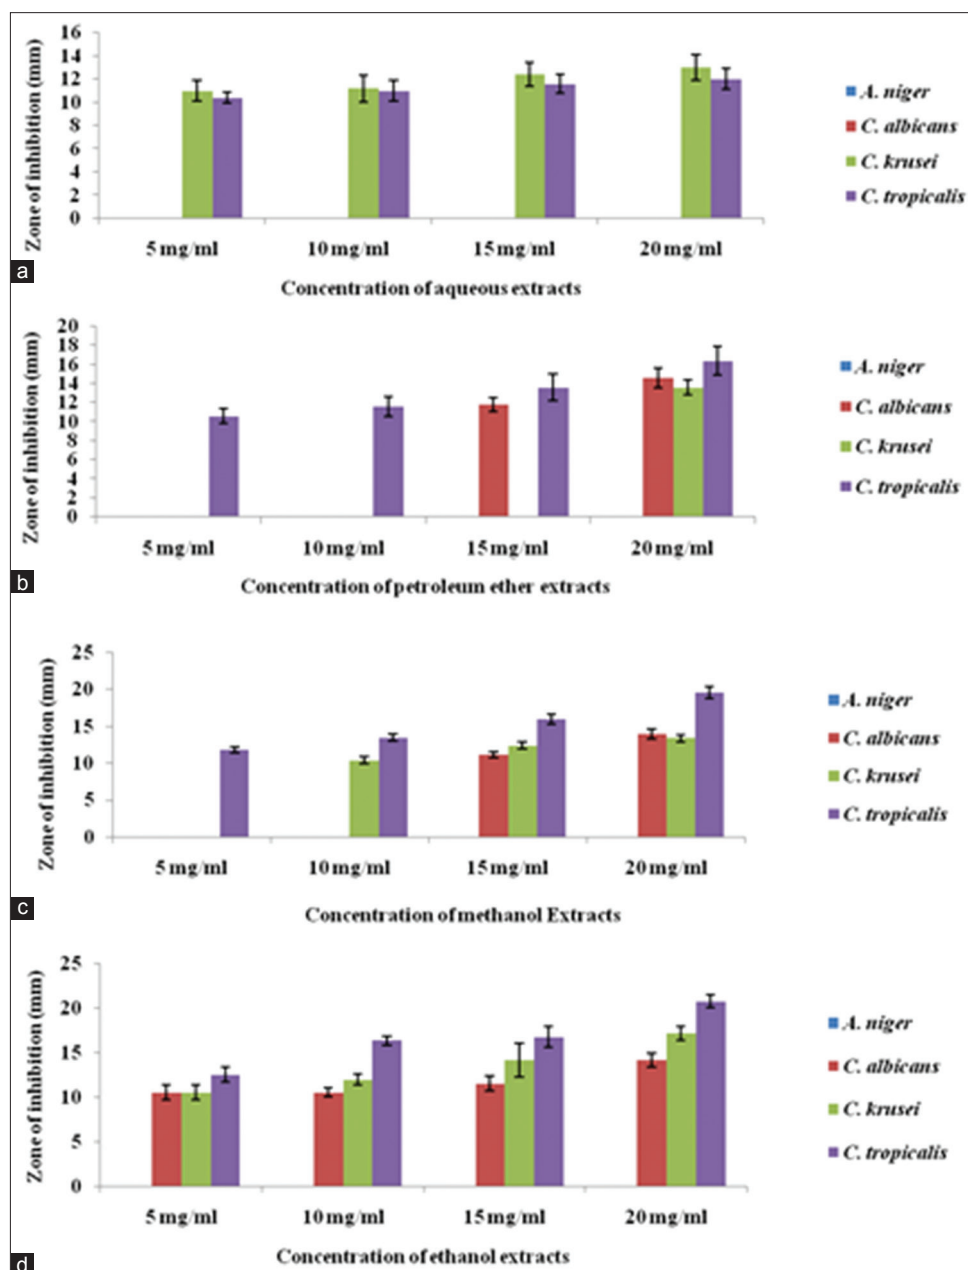 Zone of inhibition (mm)
16
14
12
10
8
6
4
2
0
5 mg/ml
10 mg/ml
15 mg/ml
20 mg/ml
Concentration of aqueous extracts
A. niger
C. albicans
C. krusei
C. tropicalis
a
Zone of inhibition (mm)
20
18
16
14
12
10
8
6
4
2
0
5 mg/ml
10 mg/ml
15 mg/ml
20 mg/ml
Concentration of petroleum ether extracts
A. niger
C. albicans
C. krusei
C. tropicalis
b
Zone of inhibition (mm)
25
20
15
10
5
0
5 mg/ml
10 mg/ml
15 mg/ml
20 mg/ml
Concentration of methanol Extracts
A. niger
C. albicans
C. krusei
C. tropicalis
c
Zone of inhibition (mm)
25
20
15
10
5
0
5 mg/ml
10 mg/ml
15 mg/ml
20 mg/ml
Concentration of ethanol extracts
A. niger
C. albicans
C. krusei
C. tropicalis
d